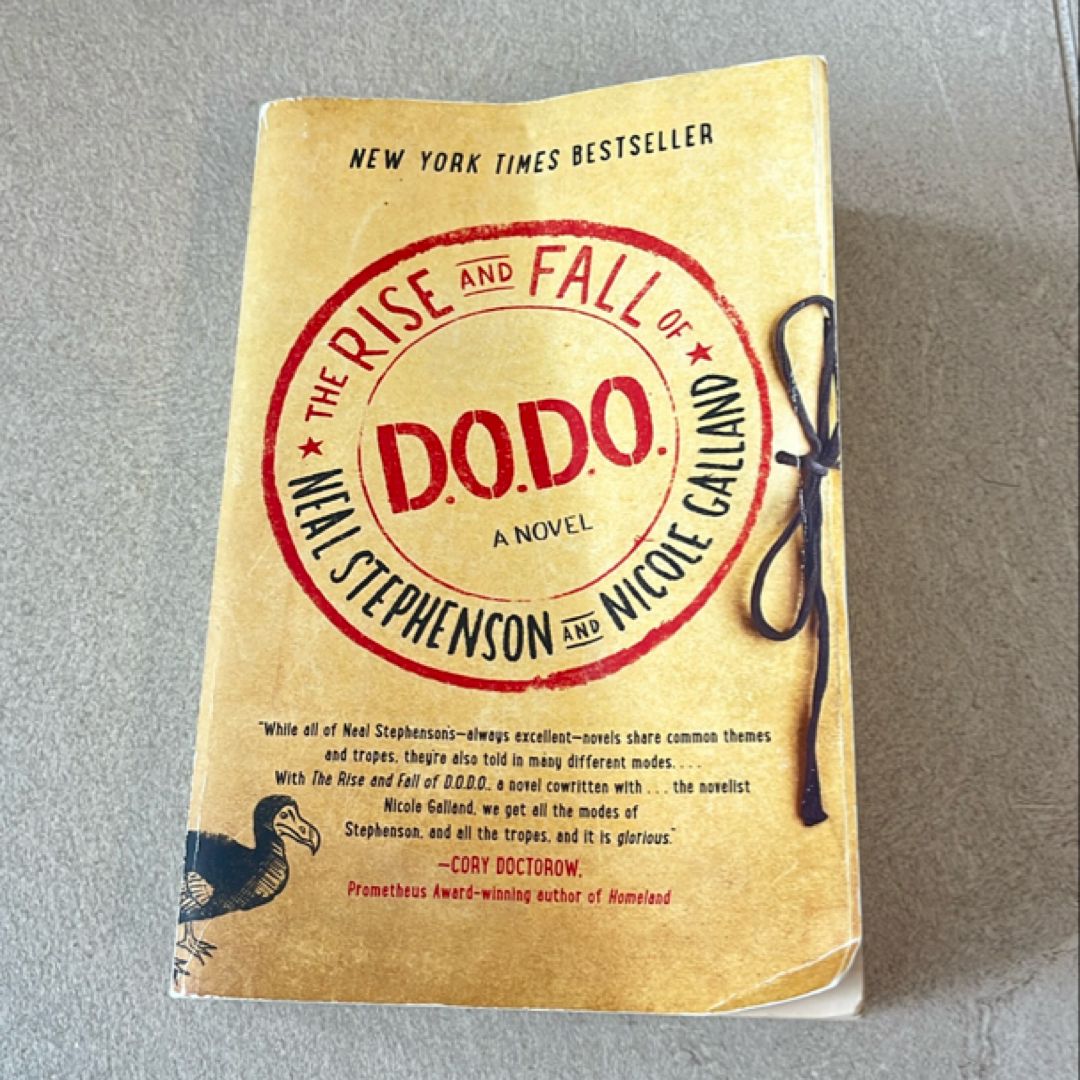 NEW YORK TIMES BESTSELLER
THE RISE AND FALL OF
D.O.D.O.
A NOVEL
NEAL STEPHENSON AND NICOLE GALLAND
"While all of Neal Stephenson's—always excellent—novels share common themes
and tropes, they're also told in many different modes. . . .
With The Rise and Fall of D.O.D.O., a novel cowritten with . . . the novelist
Nicole Galland, we get all the modes of
Stephenson, and all the tropes, and it is glorious."
—CORY DOCTOROW,
Prometheus Award-winning author of Homeland